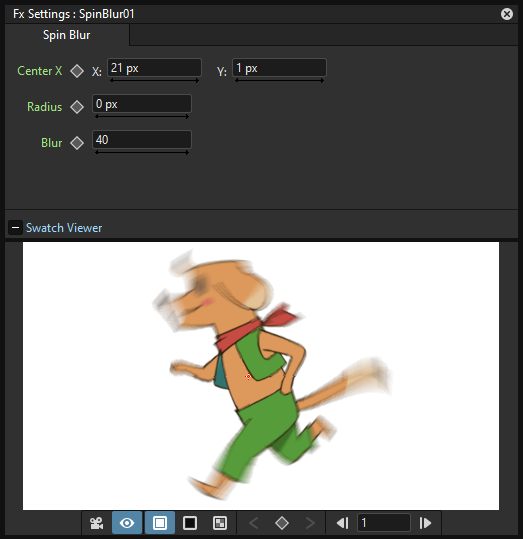 Fx Settings : SpinBlur01
Spin Blur
Center X X: 21 px Y: 1 px
Radius 0 px
Blur 40
Swatch Viewer
1